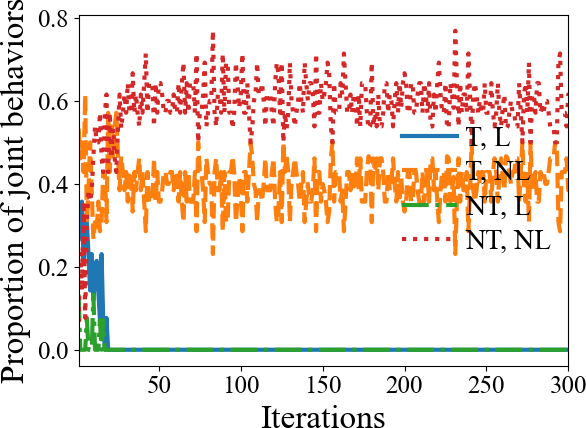 Proportion of joint behaviors
0.8
0.6
0.4
0.2
0.0
T, L
T, NL
NT, L
NT, NL
50 100 150 200 250 300
Iterations